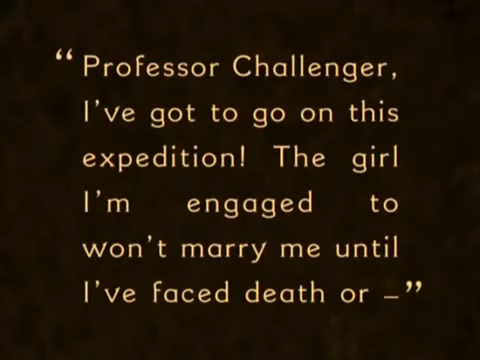 “Professor Challenger,
I’ve got to go on this
expedition! The girl
I’m engaged to
won’t marry me until
I’ve faced death or –”